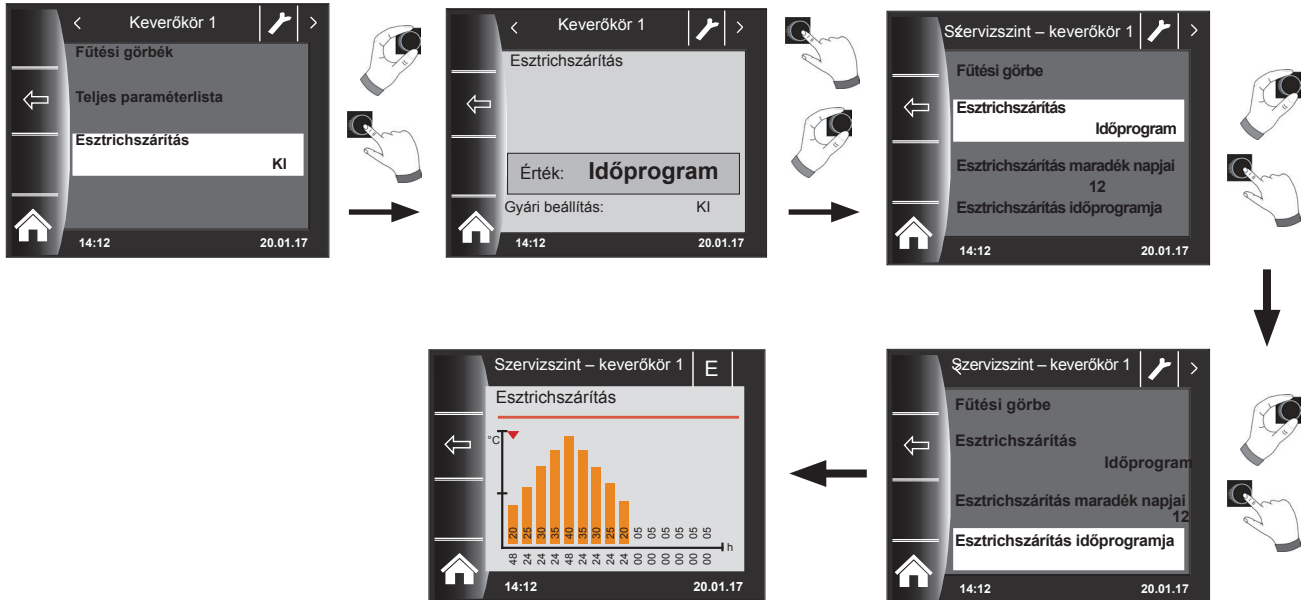 Keverőkör 1
Fűtési görbék
Teljes paraméterlista
Esztrichszárítás
KI
14:12 20.01.17
Keverőkör 1
Esztrichszárítás
Érték: Időprogram
Gyári beállítás: KI
14:12 20.01.17
Szervizszint – keverőkör 1
Fűtési görbe
Esztrichszárítás
Időprogram
Esztrichszárítás maradék napjai
12
Esztrichszárítás időprogramja
14:12 20.01.17
Szervizszint – keverőkör 1
Fűtési görbe
Esztrichszárítás
Időprogram
Esztrichszárítás maradék napjai
12
Esztrichszárítás időprogramja
14:12 20.01.17
Szervizszint – keverőkör 1 E
Esztrichszárítás
°C
20 25 30 35 40 35 30 25 20 05 05 05 05 05
h
48 24 24 24 48 24 24 24 24 00 00 00 00 00
14:12 20.01.17